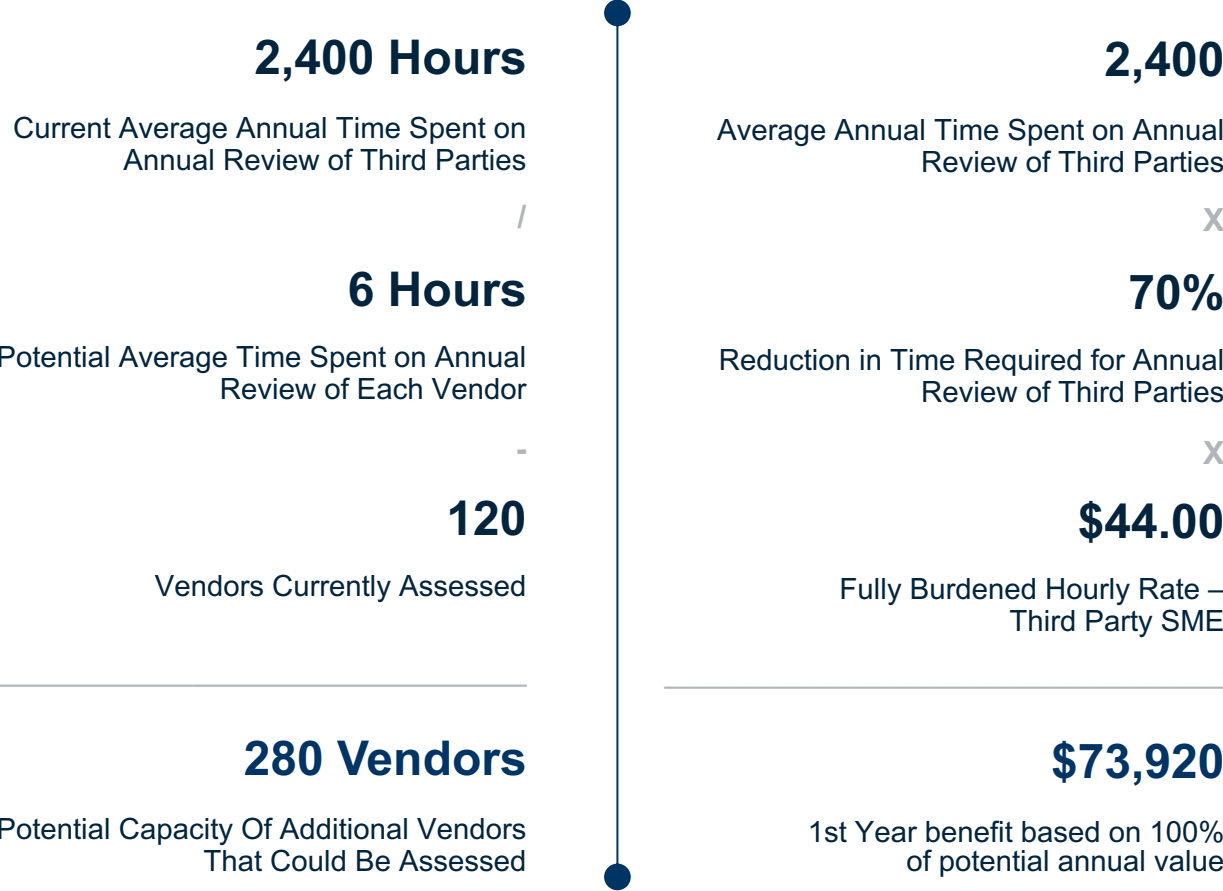 2,400 Hours
Current Average Annual Time Spent on
Annual Review of Third Parties
/
6 Hours
Potential Average Time Spent on Annual
Review of Each Vendor
-
120
Vendors Currently Assessed
280 Vendors
Potential Capacity Of Additional Vendors
That Could Be Assessed
2,400
Average Annual Time Spent on Annual
Review of Third Parties
X
70%
Reduction in Time Required for Annual
Review of Third Parties
X
$44.00
Fully Burdened Hourly Rate –
Third Party SME
$73,920
1st Year benefit based on 100%
of potential annual value